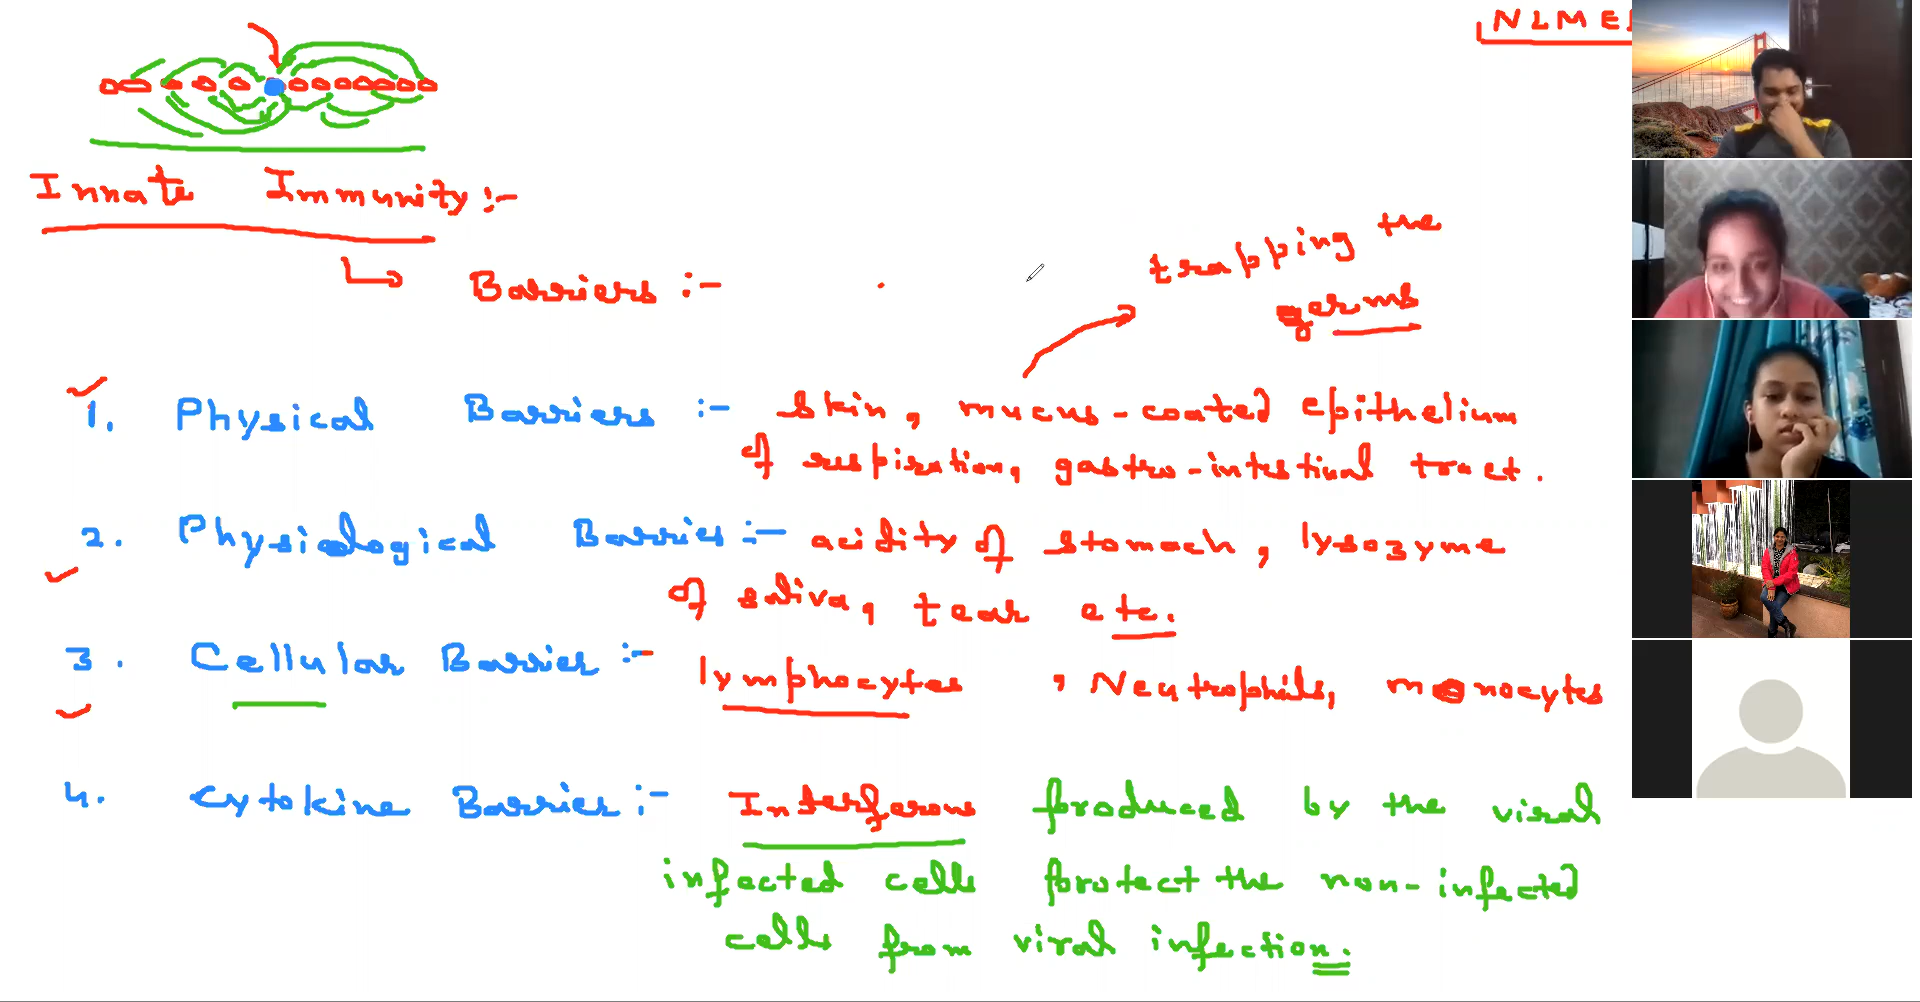 NLME
Innate Immunity :-
Barriers :-
trapping the
germs
1. Physical Barriers :- Skin, mucus-coated epithelium
of respiration, gastro-intestinal tract.
2. Physiological Barrier :- acidity of stomach, lysozyme
of saliva, tear etc.
3. Cellular Barrier :- lymphocytes , Neutrophils, monocytes
4. Cytokine Barrier :- Interferons produced by the viral
infected cells protect the non-infected
cells from viral infection.